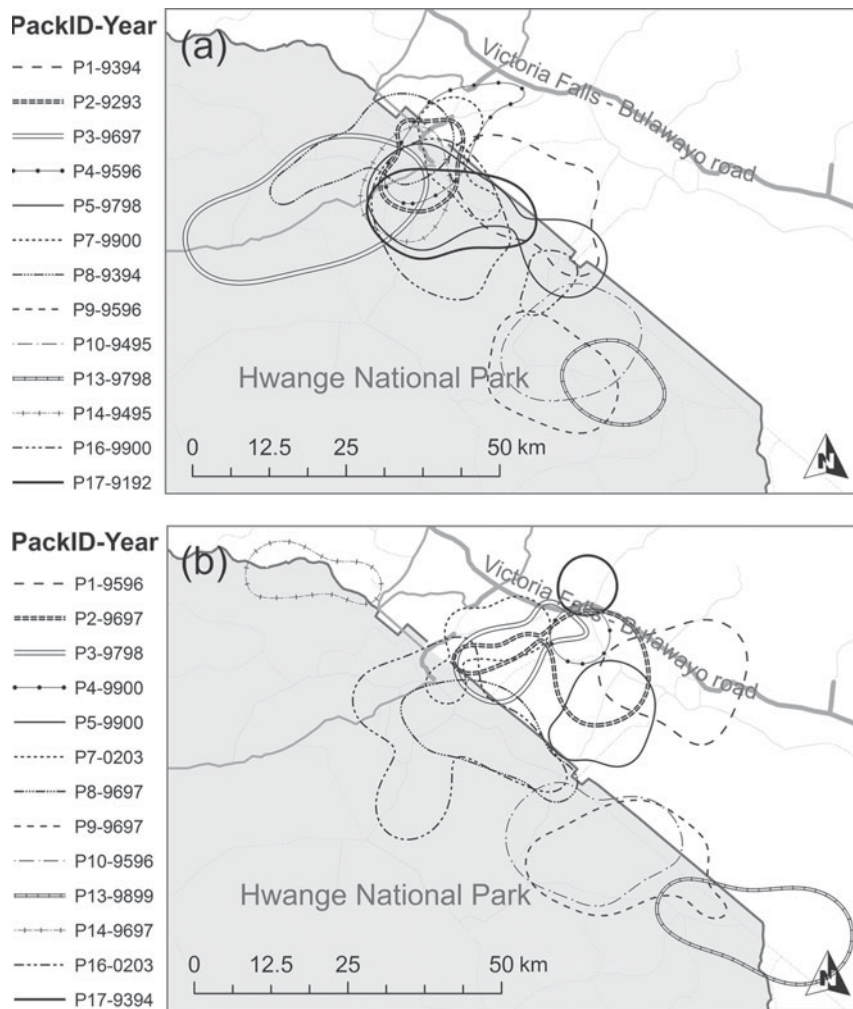 PackID-Year
P1-9394
P2-9293
P3-9697
P4-9596
P5-9798
P7-9900
P8-9394
P9-9596
P10-9495
P13-9798
P14-9495
P16-9900
P17-9192
(a)
Victoria Falls - Bulawayo road
Hwange National Park
0 12.5 25 50 km
N
PackID-Year
P1-9596
P2-9697
P3-9798
P4-9900
P5-9900
P7-0203
P8-9697
P9-9697
P10-9596
P13-9899
P14-9697
P16-0203
P17-9394
(b)
Victoria Falls - Bulawayo road
Hwange National Park
0 12.5 25 50 km
N